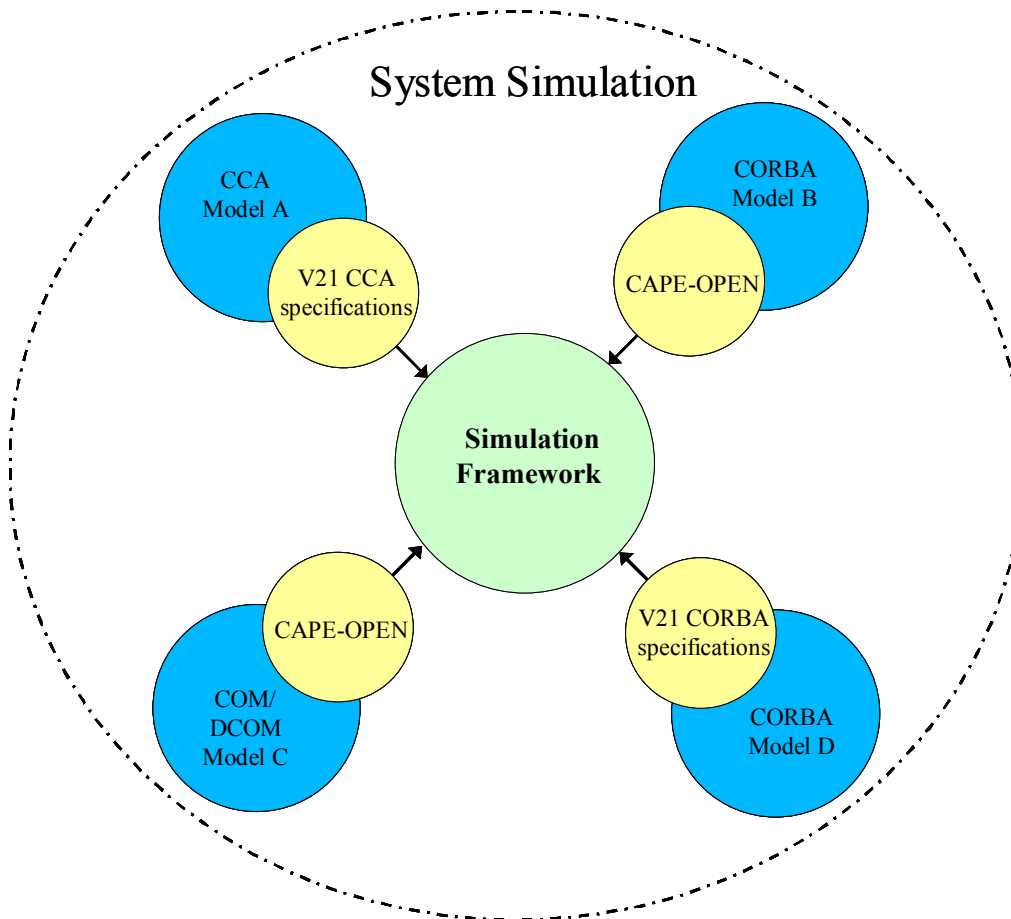 System Simulation
CCA
Model A
CORBA
Model B
V21 CCA
specifications
CAPE-OPEN
Simulation
Framework
CAPE-OPEN
V21 CORBA
specifications
COM/
DCOM
Model C
CORBA
Model D